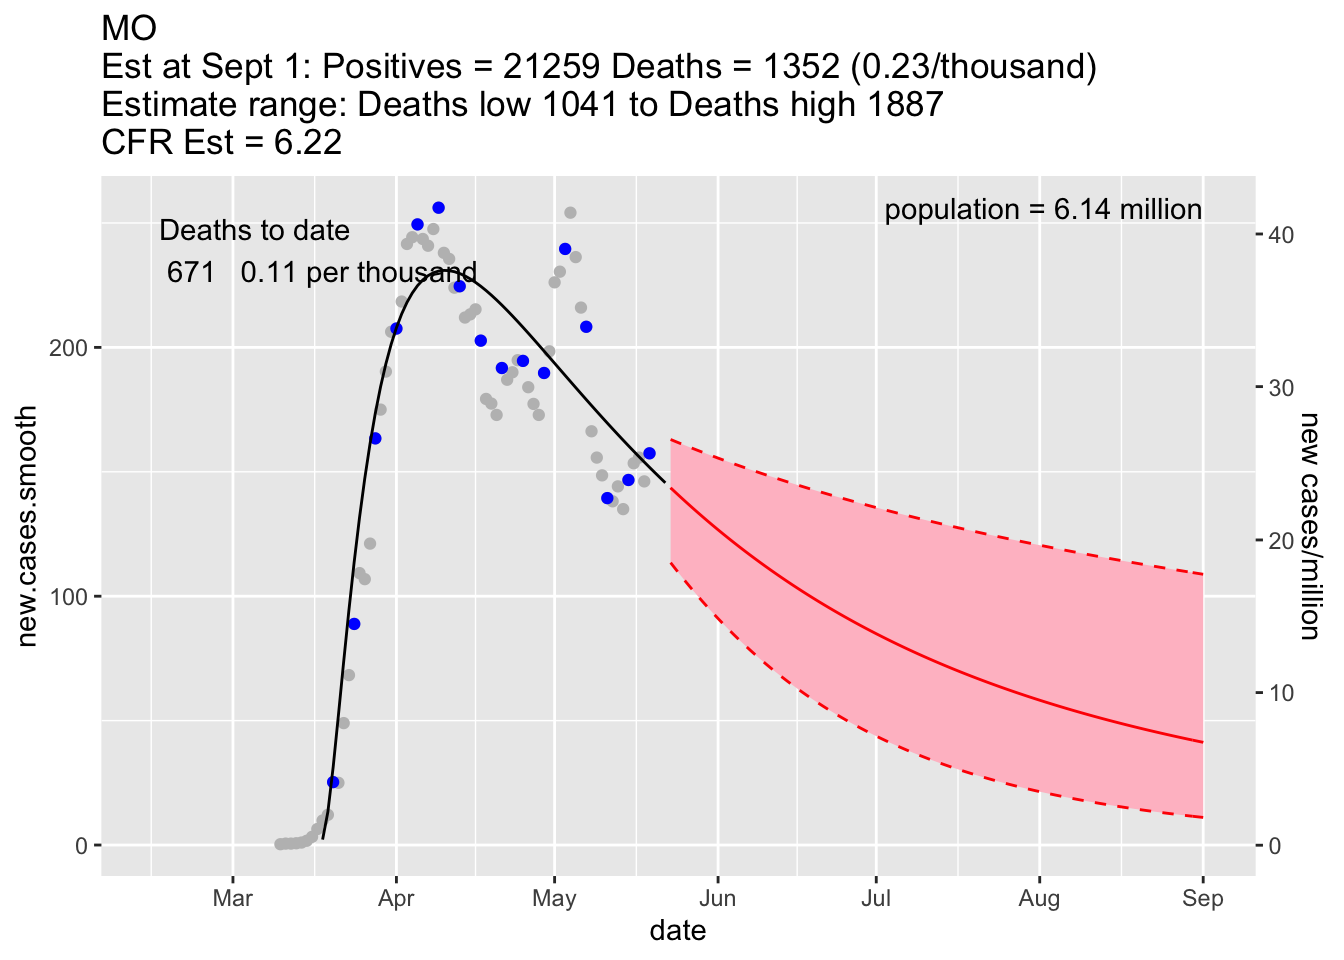 MO
Est at Sept 1: Positives = 21259 Deaths = 1352 (0.23/thousand)
Estimate range: Deaths low 1041 to Deaths high 1887
CFR Est = 6.22
Deaths to date
671 0.11 per thousand
population = 6.14 million
new.cases.smooth
200
100
0
40
30
20
10
0
new cases/million
Mar Apr May Jun Jul Aug Sep
date